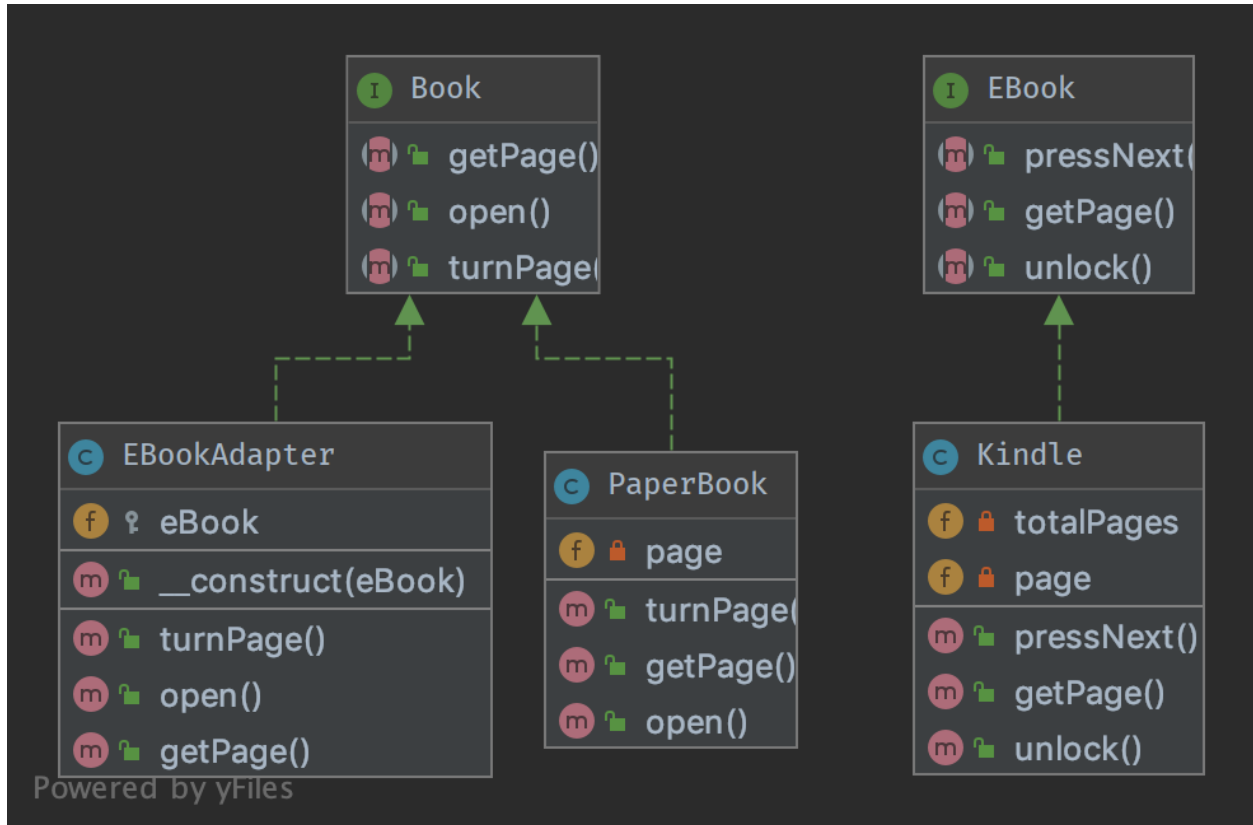 I Book
m getPage()
m open()
m turnPage(
I EBook
m pressNext(
m getPage()
m unlock()
C EBookAdapter
f eBook
m __construct(eBook)
m turnPage()
m open()
m getPage()
C PaperBook
f page
m turnPage(
m getPage()
m open()
C Kindle
f totalPages
f page
m pressNext()
m getPage()
m unlock()
Powered by yFiles